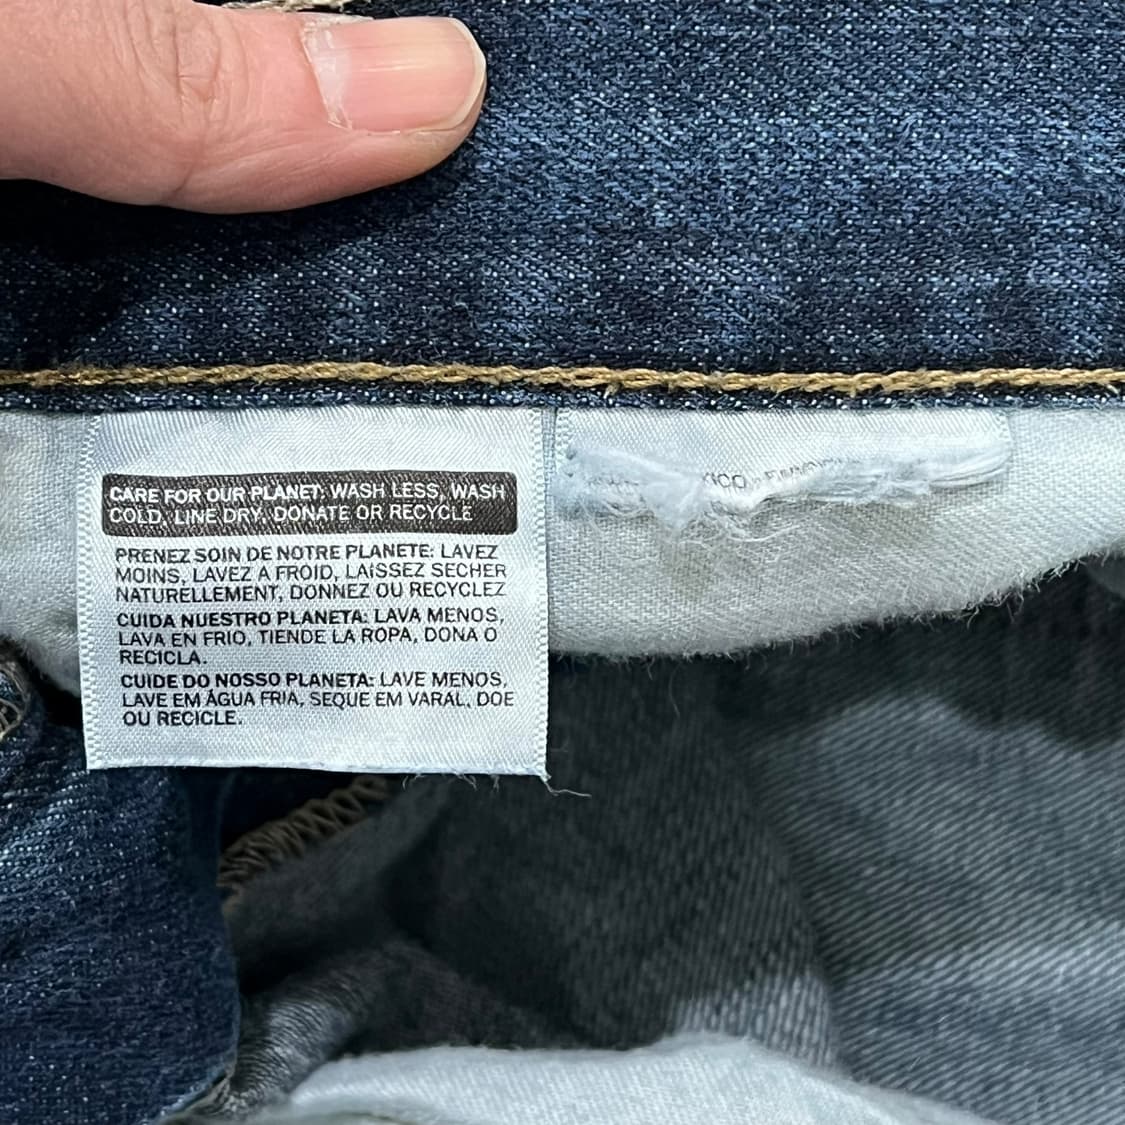 CARE FOR OUR PLANET: WASH LESS, WASH
COLD, LINE DRY, DONATE OR RECYCLE
PRENEZ SOIN DE NOTRE PLANETE: LAVEZ
MOINS, LAVEZ A FROID, LAISSEZ SECHER
NATURELLEMENT, DONNEZ OU RECYCLEZ
CUIDA NUESTRO PLANETA: LAVA MENOS,
LAVA EN FRIO, TIENDE LA ROPA, DONA O
RECICLA.
CUIDE DO NOSSO PLANETA: LAVE MENOS,
LAVE EM ÁGUA FRIA, SEQUE EM VARAL, DOE
OU RECICLE.